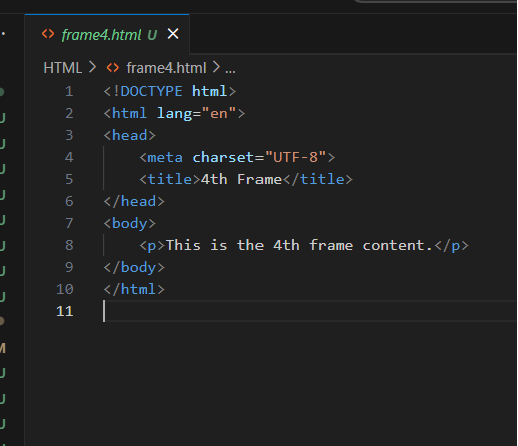 frame4.html U
HTML > frame4.html > ...
1 <!DOCTYPE html>
2 <html lang="en">
3 <head>
4     <meta charset="UTF-8">
5     <title>4th Frame</title>
6 </head>
7 <body>
8     <p>This is the 4th frame content.</p>
9 </body>
10 </html>
11
U
U
U
U
U
U
U
U
M
U
U
U